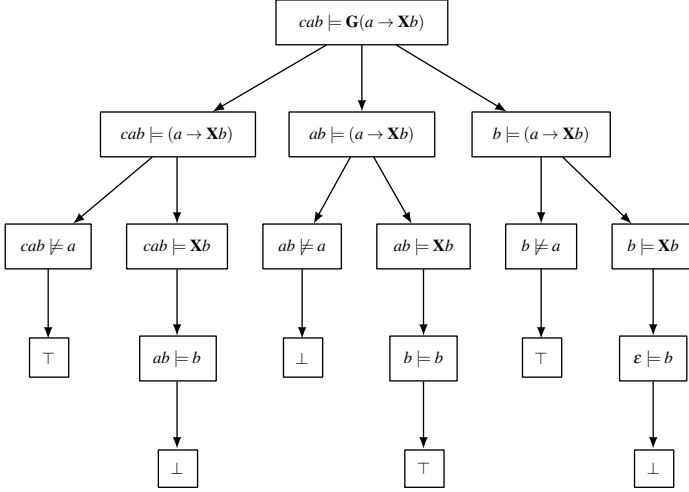 cab ⊨ G(a → Xb)
cab ⊨ (a → Xb)
ab ⊨ (a → Xb)
b ⊨ (a → Xb)
cab ⊭ a
cab ⊨ Xb
ab ⊭ a
ab ⊨ Xb
b ⊭ a
b ⊨ Xb
⊤
ab ⊨ b
⊥
b ⊨ b
⊤
ε ⊨ b
⊥
⊤
⊥